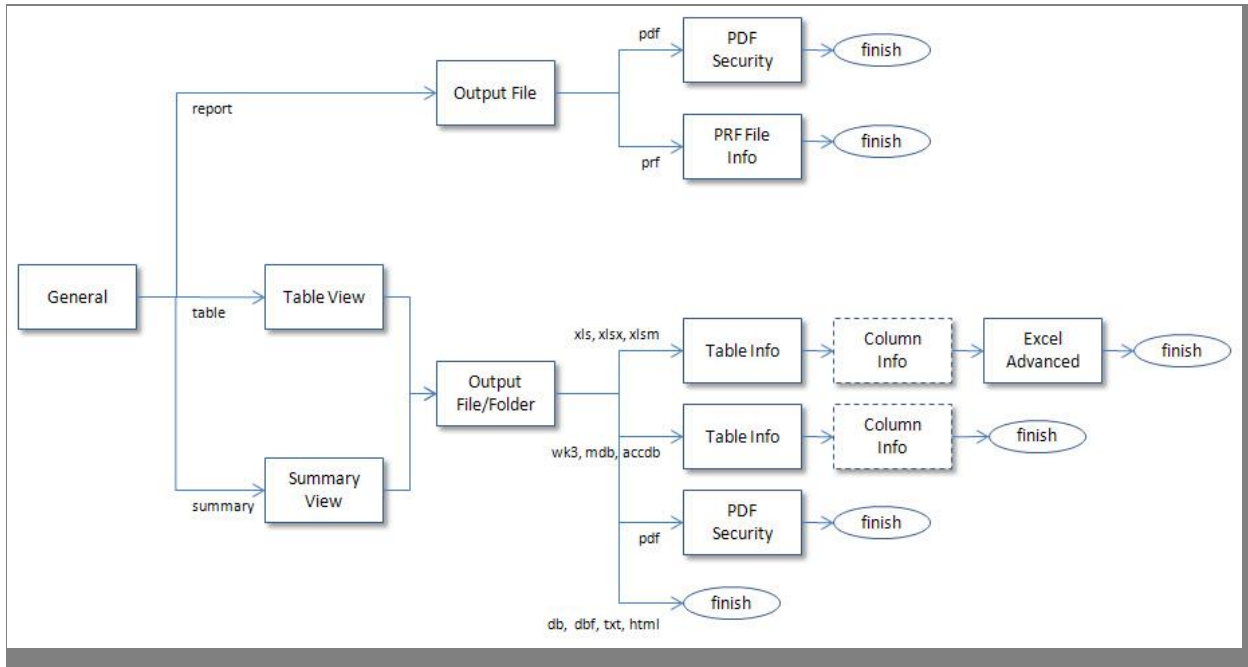 pdf
PDF
Security
finish
report
Output File
prf
PRF File
Info
finish
General
table
Table View
summary
Summary
View
Output
File/Folder
xls, xlsx, xlsm
Table Info
Column
Info
Excel
Advanced
finish
wk3, mdb, accdb
Table Info
Column
Info
finish
pdf
PDF
Security
finish
db, dbf, txt, html
finish